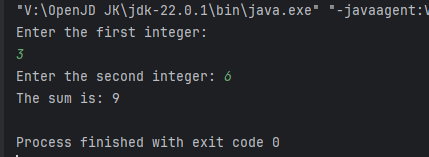 "V:\OpenJD JK\jdk-22.0.1\bin\java.exe" "-javaagent:V
Enter the first integer:
3
Enter the second integer: 6
The sum is: 9
Process finished with exit code 0